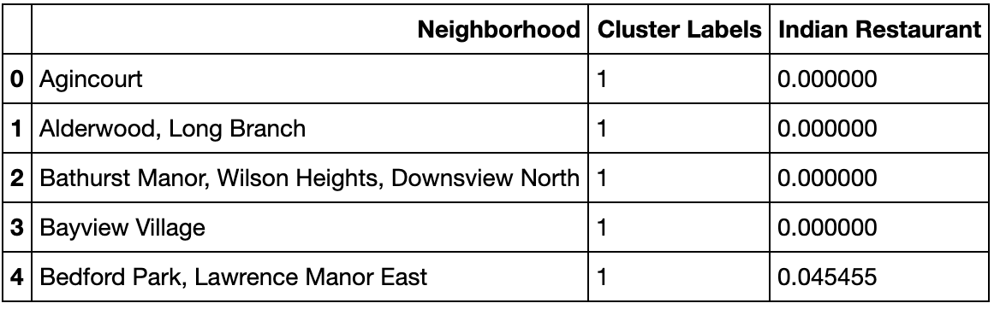 Neighborhood Cluster Labels Indian Restaurant
0 Agincourt 1 0.000000
1 Alderwood, Long Branch 1 0.000000
2 Bathurst Manor, Wilson Heights, Downsview North 1 0.000000
3 Bayview Village 1 0.000000
4 Bedford Park, Lawrence Manor East 1 0.045455